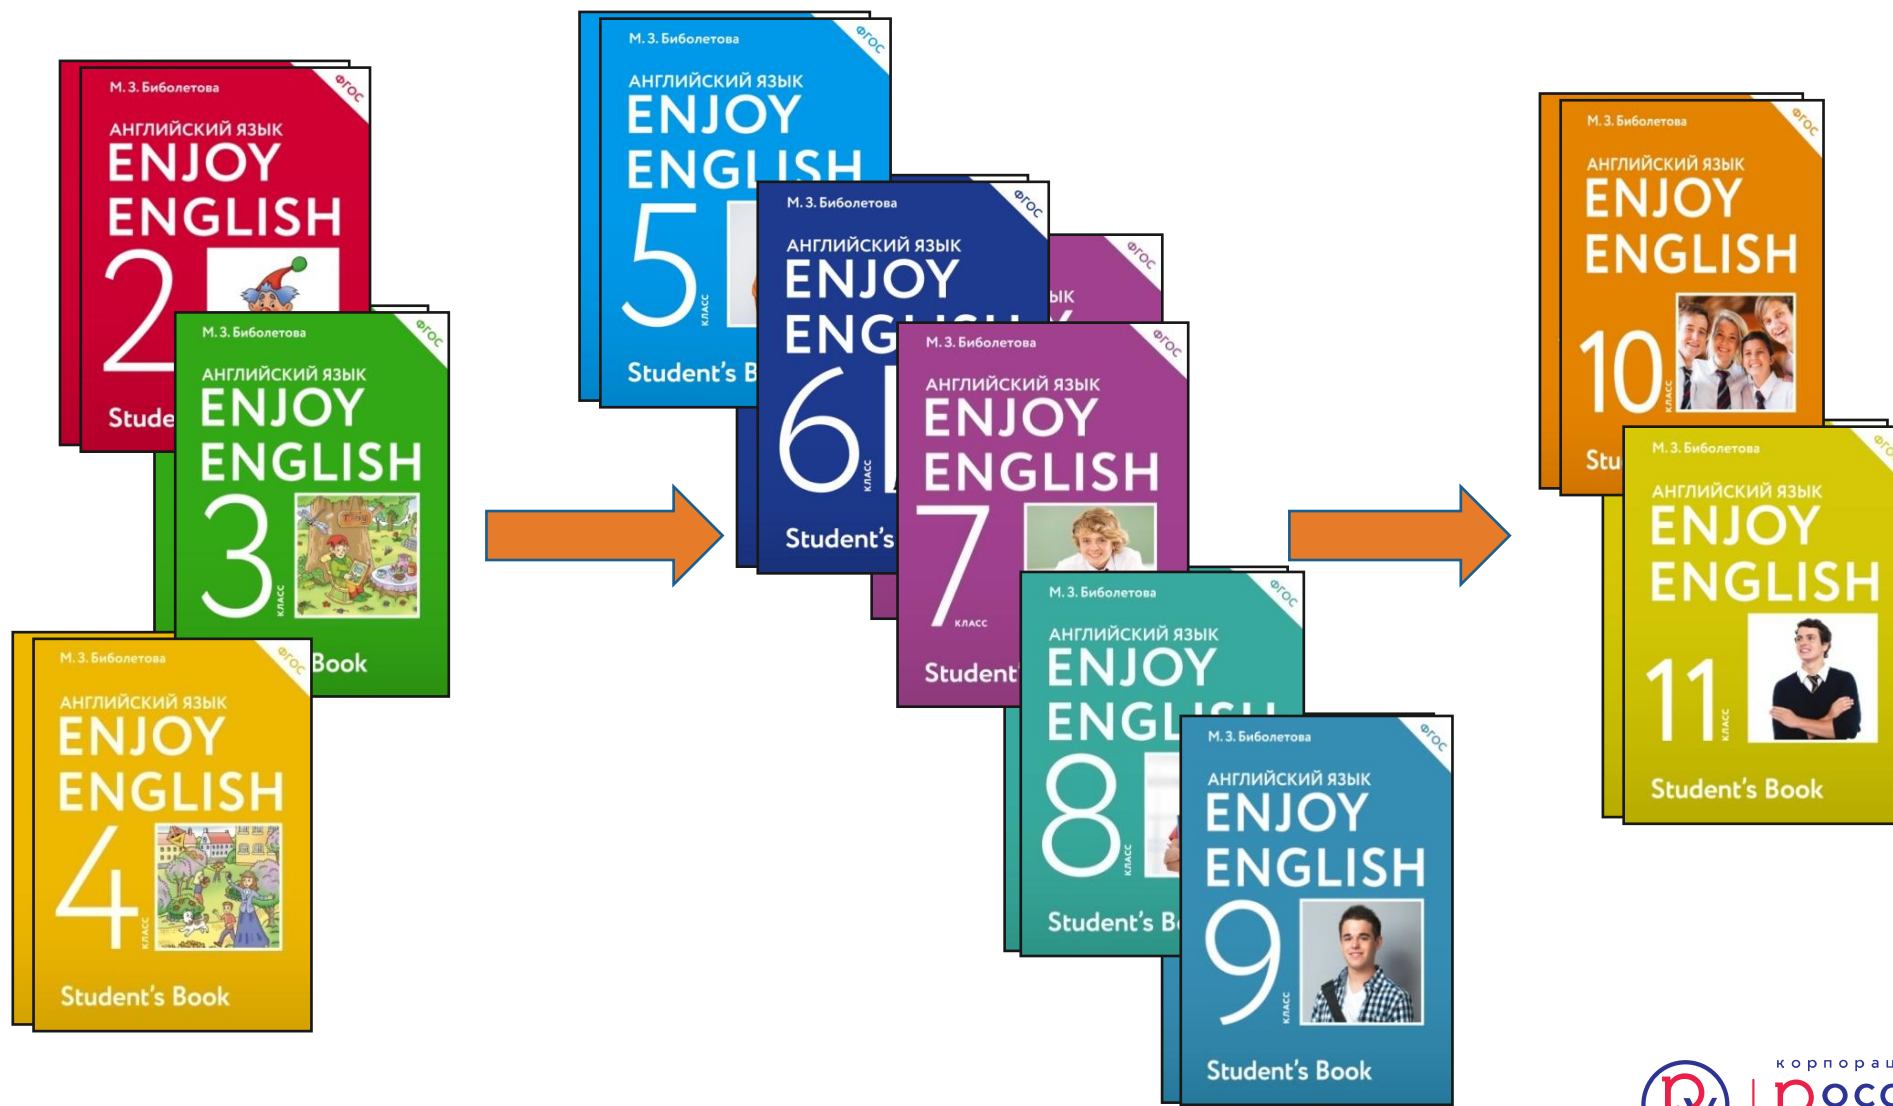 М. З. Биболетова
ФГОС
АНГЛИЙСКИЙ ЯЗЫК
ENJOY
ENGLISH
2
М. З. Биболетова
ФГОС
АНГЛИЙСКИЙ ЯЗЫК
ENJOY
ENGLISH
3
КЛАСС
Book
М. З. Биболетова
ФГОС
АНГЛИЙСКИЙ ЯЗЫК
ENJOY
ENGLISH
4
КЛАСС
Student's Book
М. З. Биболетова
ФГОС
АНГЛИЙСКИЙ ЯЗЫК
ENJOY
ENGLISH
5
КЛАСС
Student's B
М. З. Биболетова
ФГОС
АНГЛИЙСКИЙ ЯЗЫК
ENJOY
6
КЛАСС
Student's
ФГОС
ЫК
М. З. Биболетова
ФГОС
АНГЛИЙСКИЙ ЯЗЫК
ENJOY
ENGLISH
7
КЛАСС
Student'
М. З. Биболетова
ФГОС
АНГЛИЙСКИЙ ЯЗЫК
ENJOY
8
КЛАСС
Student's B
М. З. Биболетова
ФГОС
АНГЛИЙСКИЙ ЯЗЫК
ENJOY
ENGLISH
9
КЛАСС
Student's Book
М. З. Биболетова
ФГОС
АНГЛИЙСКИЙ ЯЗЫК
ENJOY
ENGLISH
10
КЛАСС
Stu
М. З. Биболетова
АНГЛИЙСКИЙ ЯЗЫК
ENJOY
ENGLISH
11
КЛАСС
Student's Book